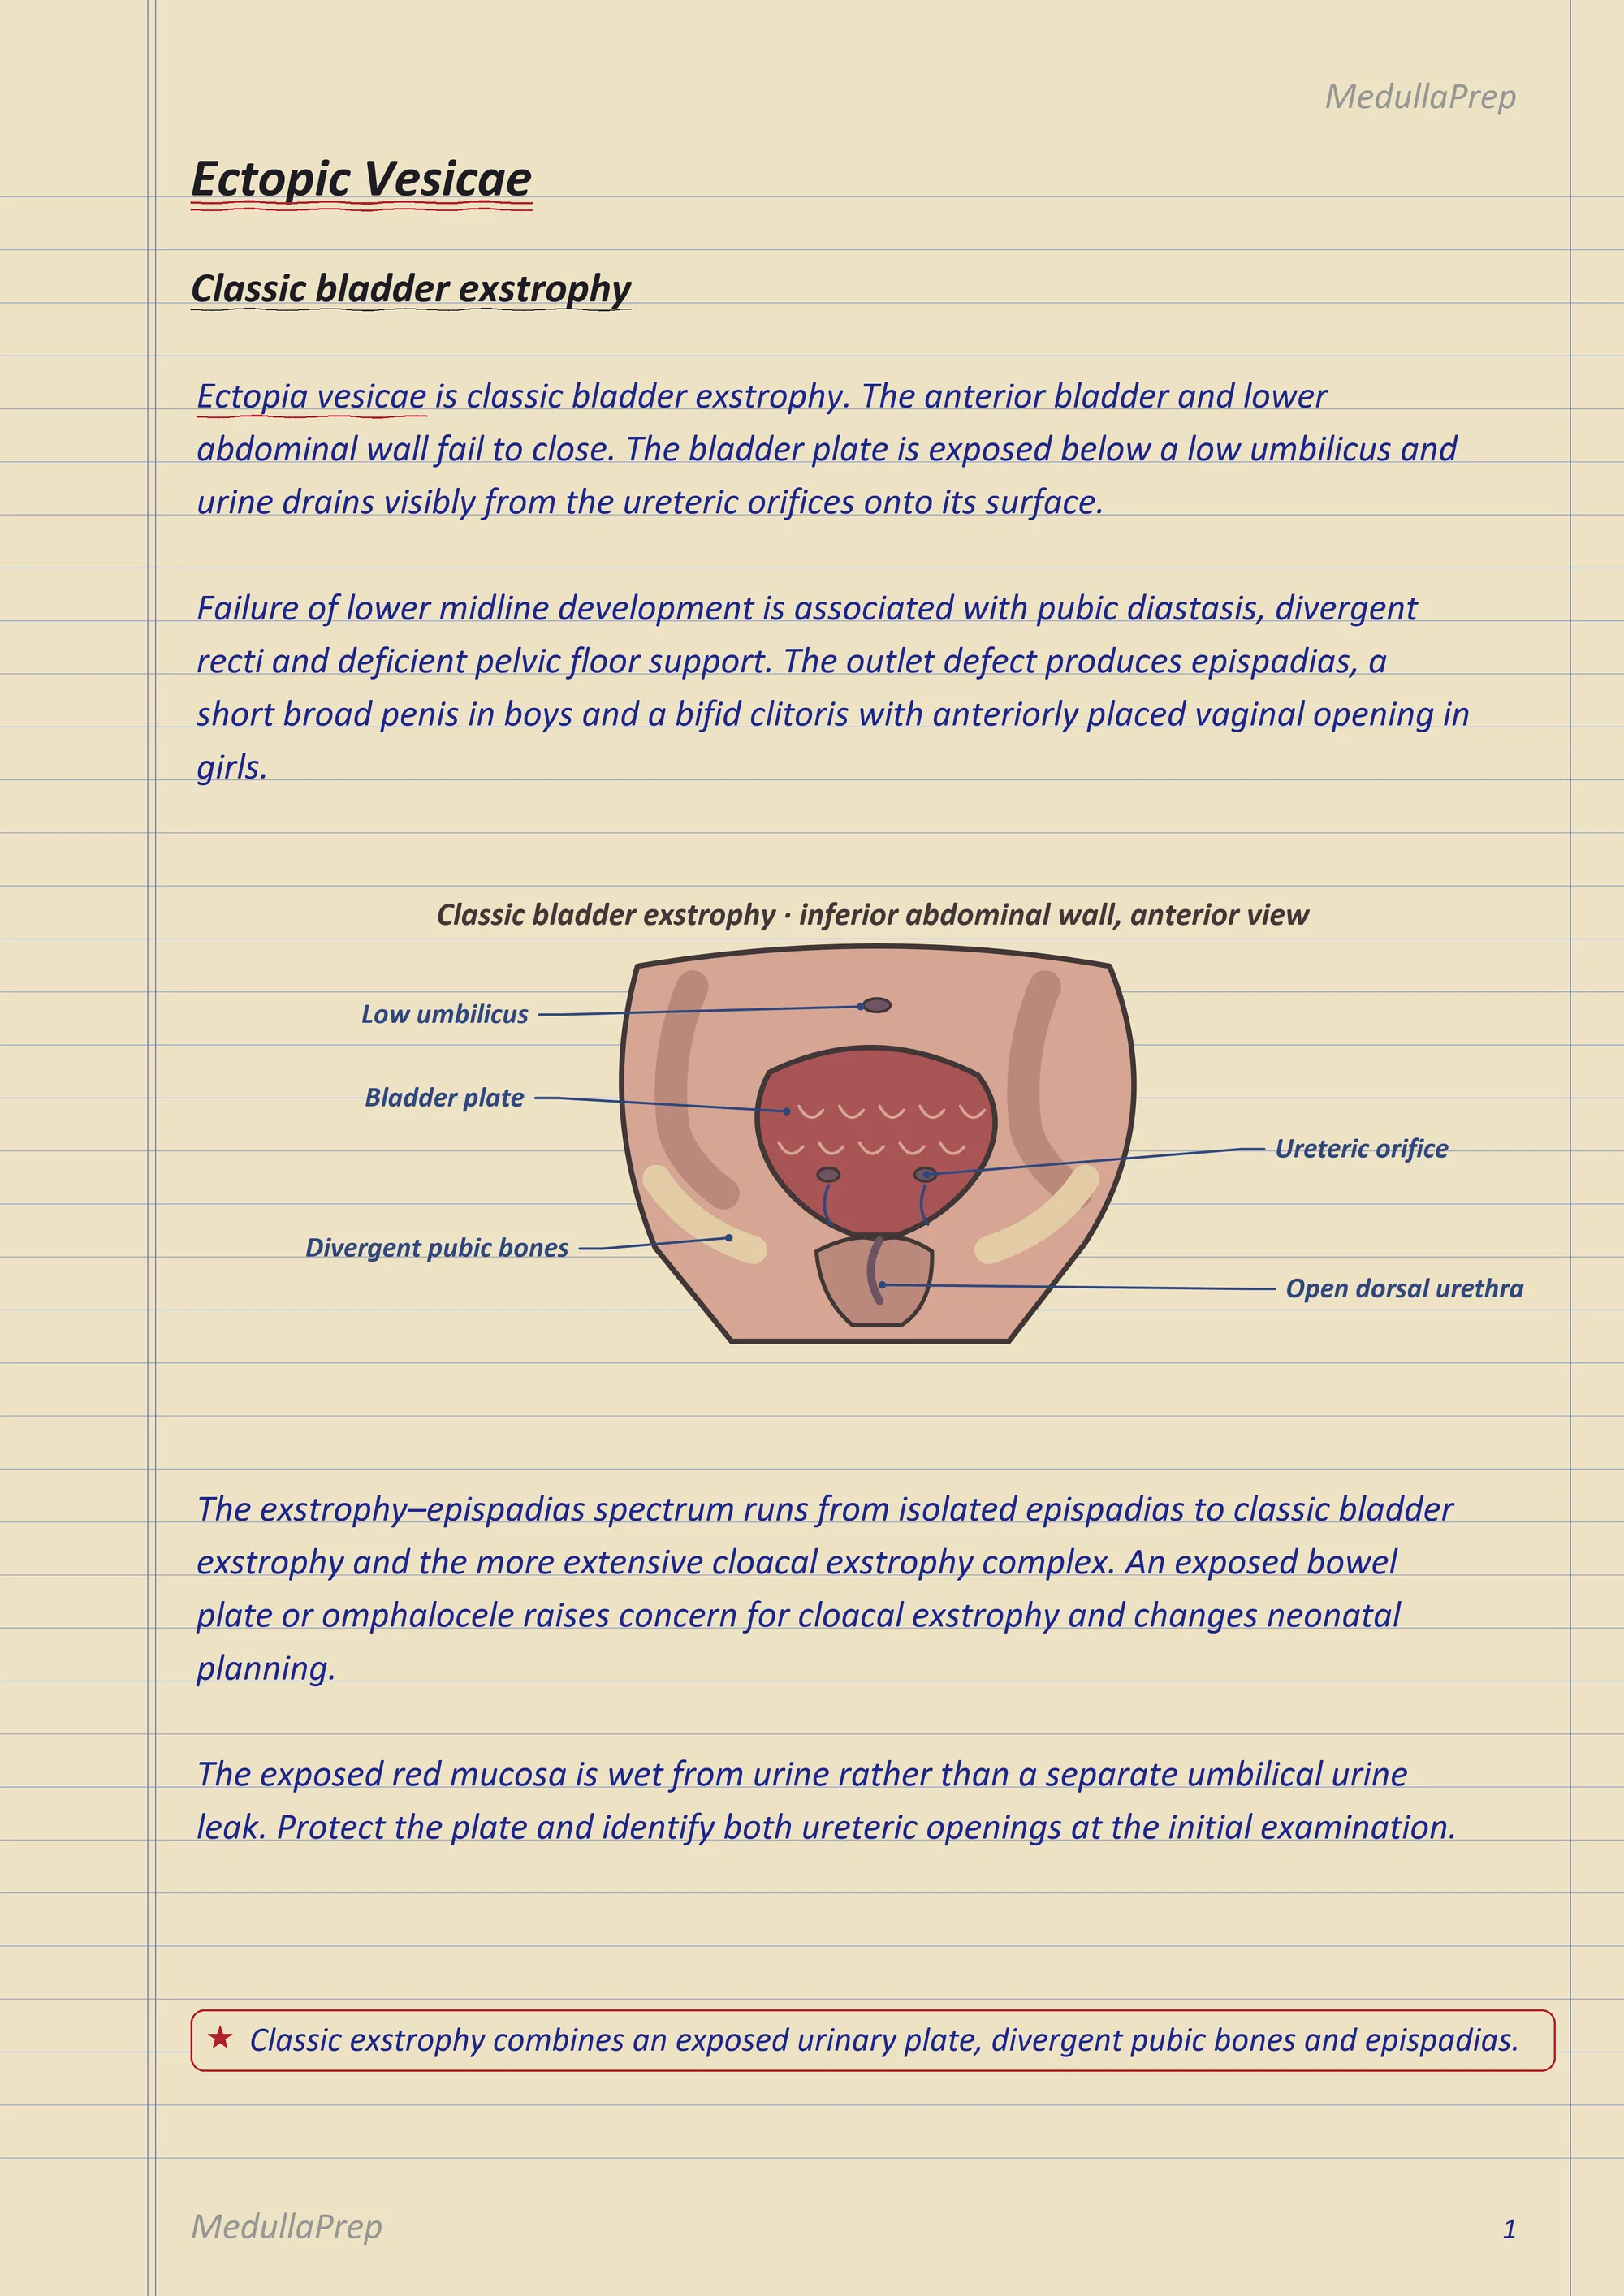 MedullaPrep
Ectopic Vesicae
Classic bladder exstrophy
Ectopia vesicae is classic bladder exstrophy. The anterior bladder and lower
abdominal wall fail to close. The bladder plate is exposed below a low umbilicus and
urine drains visibly from the ureteric orifices onto its surface.
Failure of lower midline development is associated with pubic diastasis, divergent
recti and deficient pelvic floor support. The outlet defect produces epispadias, a
short broad penis in boys and a bifid clitoris with anteriorly placed vaginal opening in
girls.
Classic bladder exstrophy · inferior abdominal wall, anterior view
Low umbilicus
Bladder plate
Ureteric orifice
Divergent pubic bones
Open dorsal urethra
The exstrophy–epispadias spectrum runs from isolated epispadias to classic bladder
exstrophy and the more extensive cloacal exstrophy complex. An exposed bowel
plate or omphalocele raises concern for cloacal exstrophy and changes neonatal
planning.
The exposed red mucosa is wet from urine rather than a separate umbilical urine
leak. Protect the plate and identify both ureteric openings at the initial examination.
★ Classic exstrophy combines an exposed urinary plate, divergent pubic bones and epispadias.
MedullaPrep
1